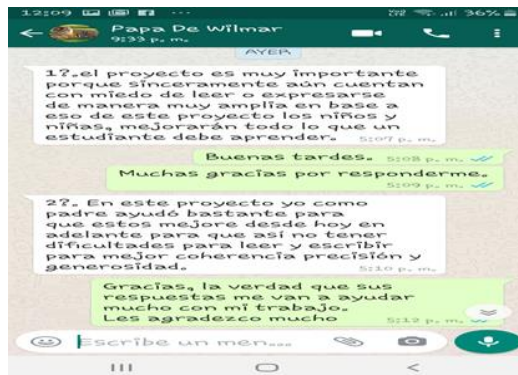 12:09 36%
Papa De Wilmar
9:33 p. m.
AYER
1?.el proyecto es muy importante
porque sinceramente aún cuentan
con miedo de leer o expresarse
de manera muy amplia en base a
eso de este proyecto los niños y
niñas, mejorarán todo lo que un
estudiante debe aprender.
5:07 p. m.
Buenas tardes. 5:08 p. m.
Muchas gracias por responderme.
5:09 p. m.
2?. En este proyecto yo como
padre ayudó bastante para
que estos mejore desde hoy en
adelante para que así no tener
dificultades para leer y escribir
para mejor coherencia precisión y
generosidad.
5:10 p. m.
Gracias, la verdad que sus
respuestas me van a ayudar
mucho con mi trabajo.
Les agradezco mucho
5:12 p. m.
Escribe un men...